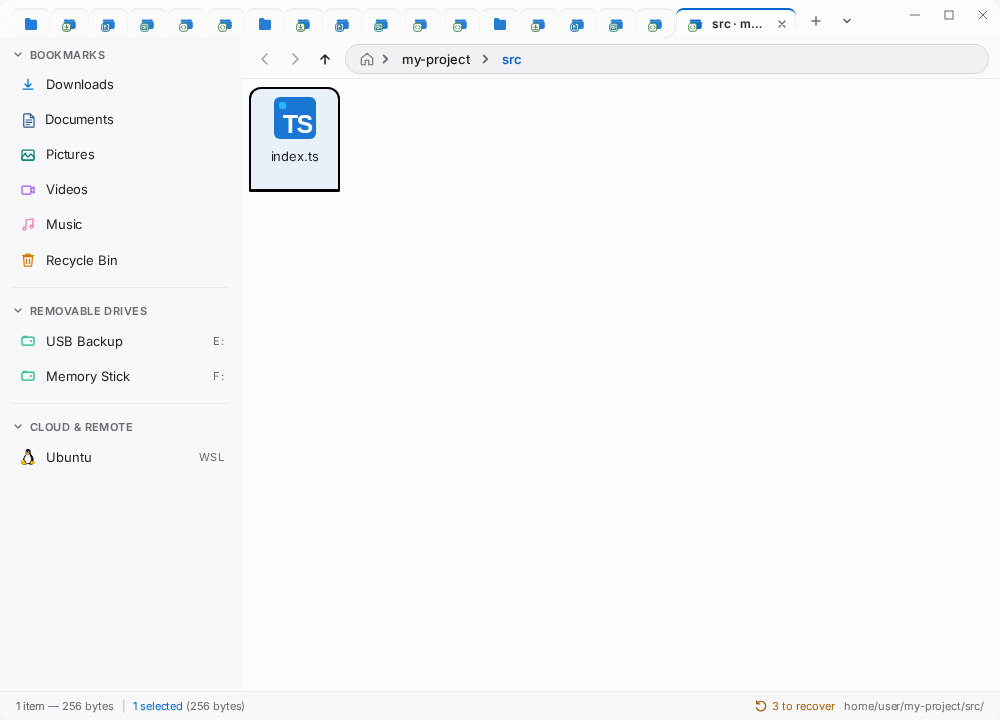 src · m...
my-project
src
BOOKMARKS
Downloads
Documents
Pictures
Videos
Music
Recycle Bin
REMOVABLE DRIVES
USB Backup E:
Memory Stick F:
CLOUD & REMOTE
Ubuntu WSL
TS
index.ts
1 item — 256 bytes
1 selected (256 bytes)
3 to recover
home/user/my-project/src/